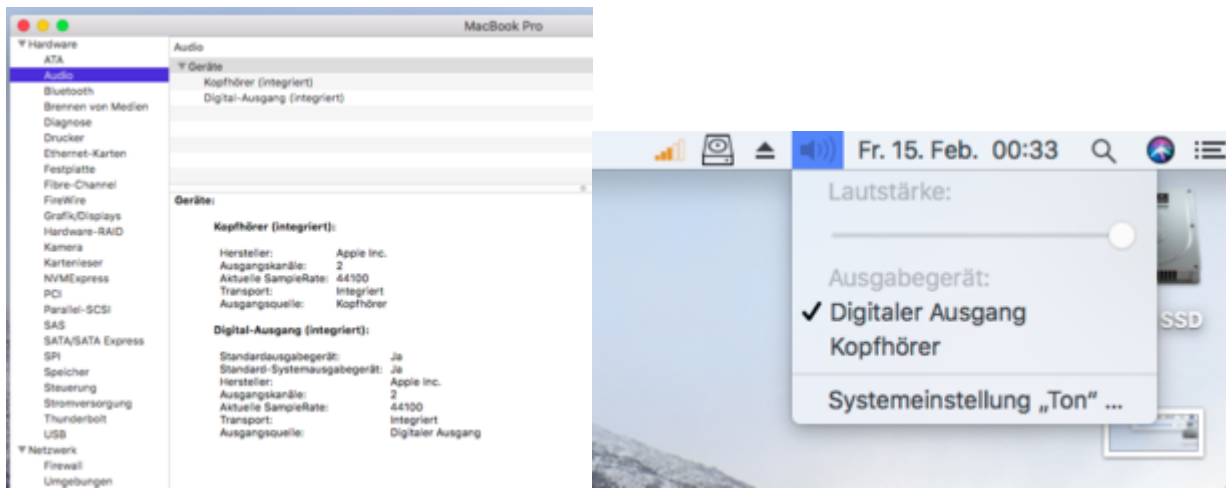 MacBook Pro
Hardware
ATA
Audio
Bluetooth
Brennen von Medien
Diagnose
Drucker
Ethernet-Karten
Festplatte
Fibre-Channel
FireWire
Grafik/Displays
Hardware-RAID
Kamera
Kartenleser
NVMExpress
PCI
Parallel-SCSI
SAS
SATA/SATA Express
SPI
Speicher
Steuerung
Stromversorgung
Thunderbolt
USB
Netzwerk
Firewall
Umgebungen
Audio
Geräte
Kopfhörer (integriert)
Digital-Ausgang (integriert)
Geräte:
Kopfhörer (integriert):
Hersteller: Apple Inc.
Ausgangskanäle: 2
Aktuelle SampleRate: 44100
Transport: Integriert
Ausgangsquelle: Kopfhörer
Digital-Ausgang (integriert):
Standardausgabegerät: Ja
Standard-Systemausgabegerät: Ja
Hersteller: Apple Inc.
Ausgangskanäle: 2
Aktuelle SampleRate: 44100
Transport: Integriert
Ausgangsquelle: Digitaler Ausgang
Fr. 15. Feb. 00:33
Lautstärke:
Ausgabegerät:
✓ Digitaler Ausgang
Kopfhörer
Systemeinstellung „Ton“ ...
SSD